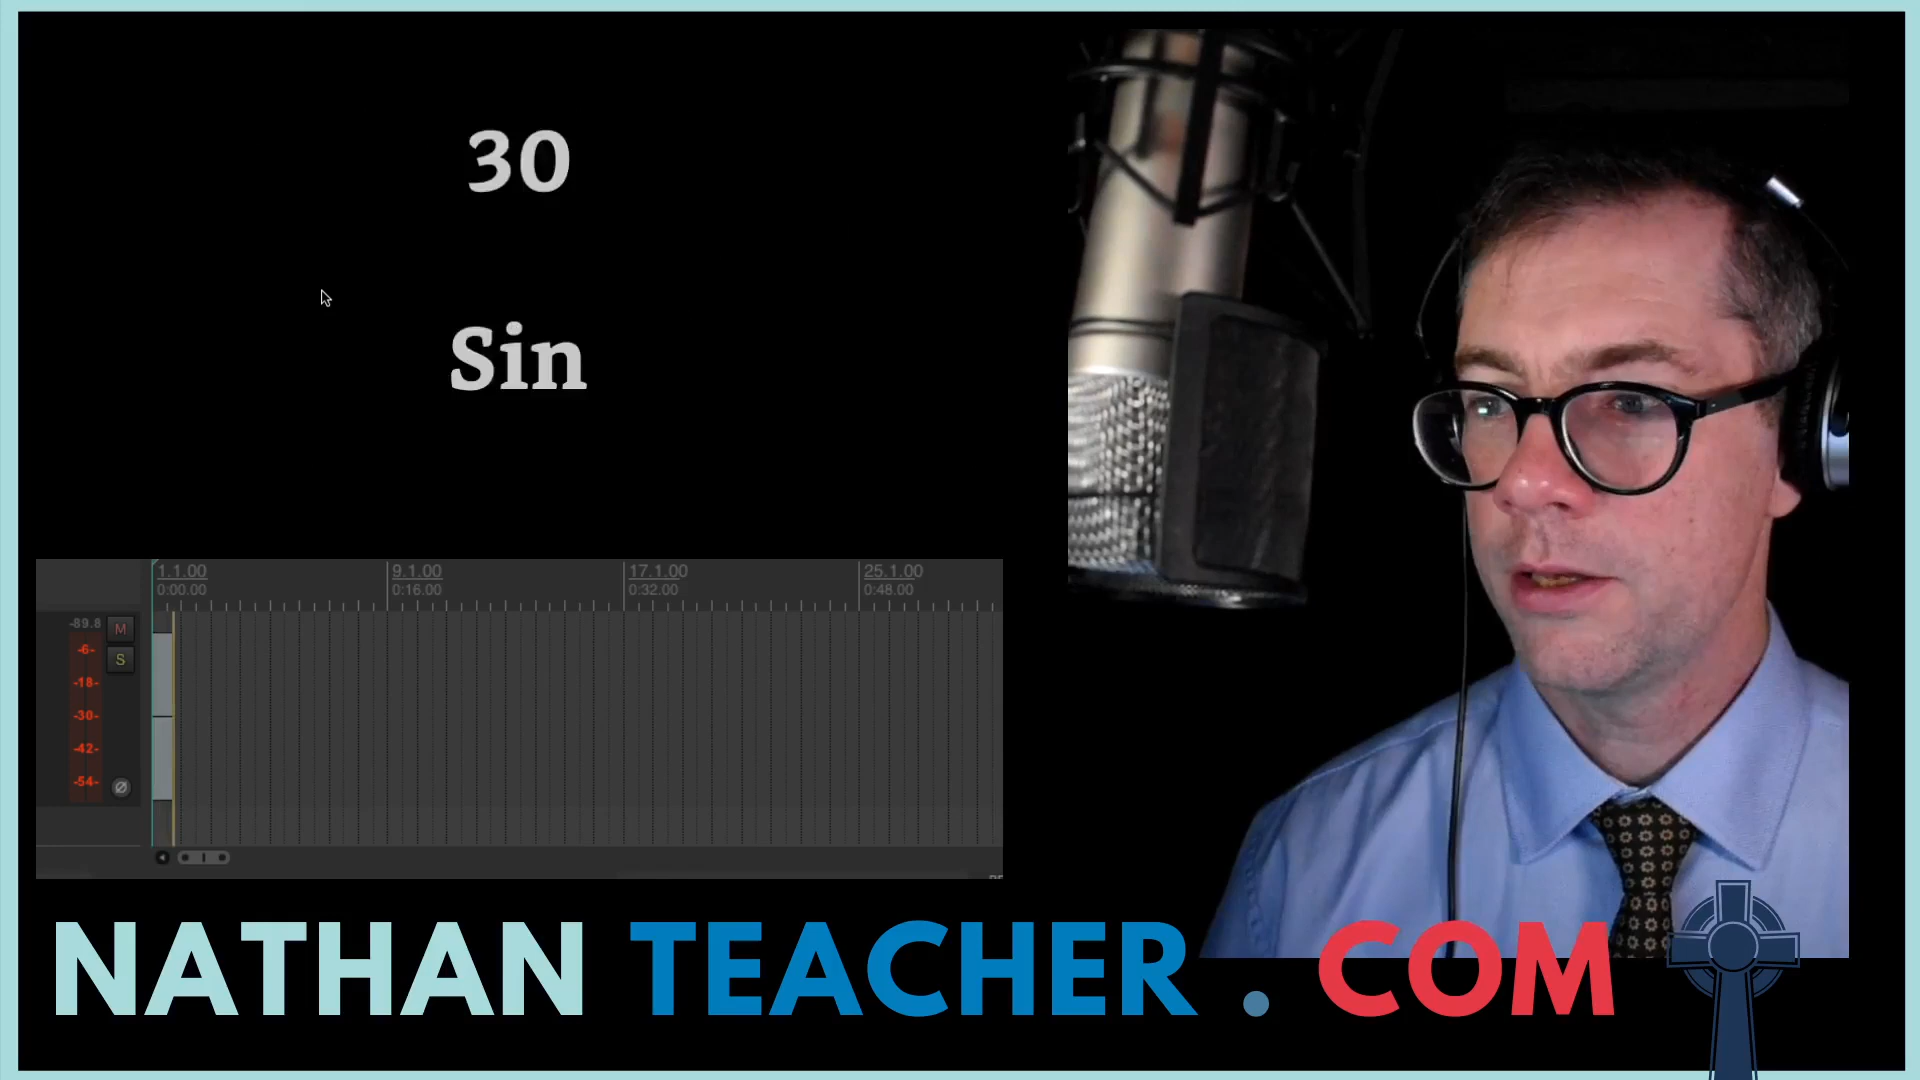 30
Sin
1.1.00 9.1.00 17.1.00 25.1.00
0:00.00 0:16.00 0:32.00 0:48.00
-89.8 M
-6-
S
-18-
-30-
-42-
-54-
NATHAN TEACHER . COM